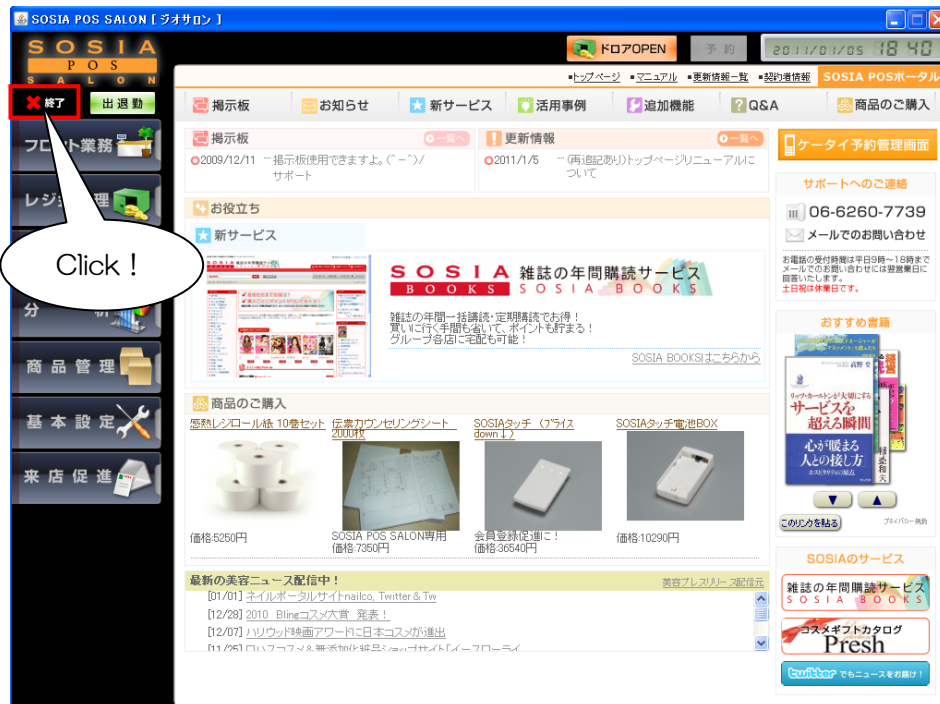 SOSIA POS SALON [ ジオサロン ]
SOSIA
POS
SALON
ドロアOPEN
予 約
2011/01/05 18 40
▪トップページ ▪マニュアル ▪更新情報一覧 ▪契約者情報 SOSIA POSポータル
終了
出 退 勤
掲示板 お知らせ 新サービス 活用事例 追加機能 Q&A 商品のご購入
Click！
商 品 管 理
基 本 設 定
来 店 促 進
掲示板
一覧へ
2009/12/11 … 掲示板使用できますよ。(^-^)/
サポート
更新情報
一覧へ
2011/1/5 … (再追記あり)トップページリニューアルに
ついて
お役立ち
新サービス
SOSIA
BOOKS
雑誌の年間購読サービス
SOSIA BOOKS
雑誌の年間一括購読・定期購読でお得！
買いに行く手間も省いて、ポイントも貯まる！
グループ各店に宅配も可能！
SOSIA BOOKSはこちらから
商品のご購入
感熱レジロール紙 10巻セット
価格:5250円
伝票カウンセリングシート
2000枚
SOSIA POS SALON専用
価格:7350円
SOSIAタッチ （プライス
down↓）
会員登録促進に！
価格:36540円
SOSIAタッチ電池BOX
価格:10290円
最新の美容ニュース配信中！
美容プレスリリース配信元
[01/01] ネイルポータルサイトnailco, Twitter & Tw
[12/28] 2010 Blingコスメ大賞 発表！
[12/07] ハリウッド映画アワードに日本コスメが進出
ケータイ予約管理画面
サポートへのご連絡
06-6260-7739
メールでのお問い合わせ
お電話の受付時間は平日9時～18時まで
メールでのお問い合わせには翌営業日に
回答いたします。
土日祝は休業日です。
おすすめ書籍
高野 登
リッツ・カールトンが大切にする
サービスを
超える瞬間
心が暖まる
人との接し方
このリンクを貼る
プライバシー規約
SOSIAのサービス
雑誌の年間購読サービス
SOSIA BOOKS
コスメギフトカタログ
Presh
twitter でもニュースをお届け！